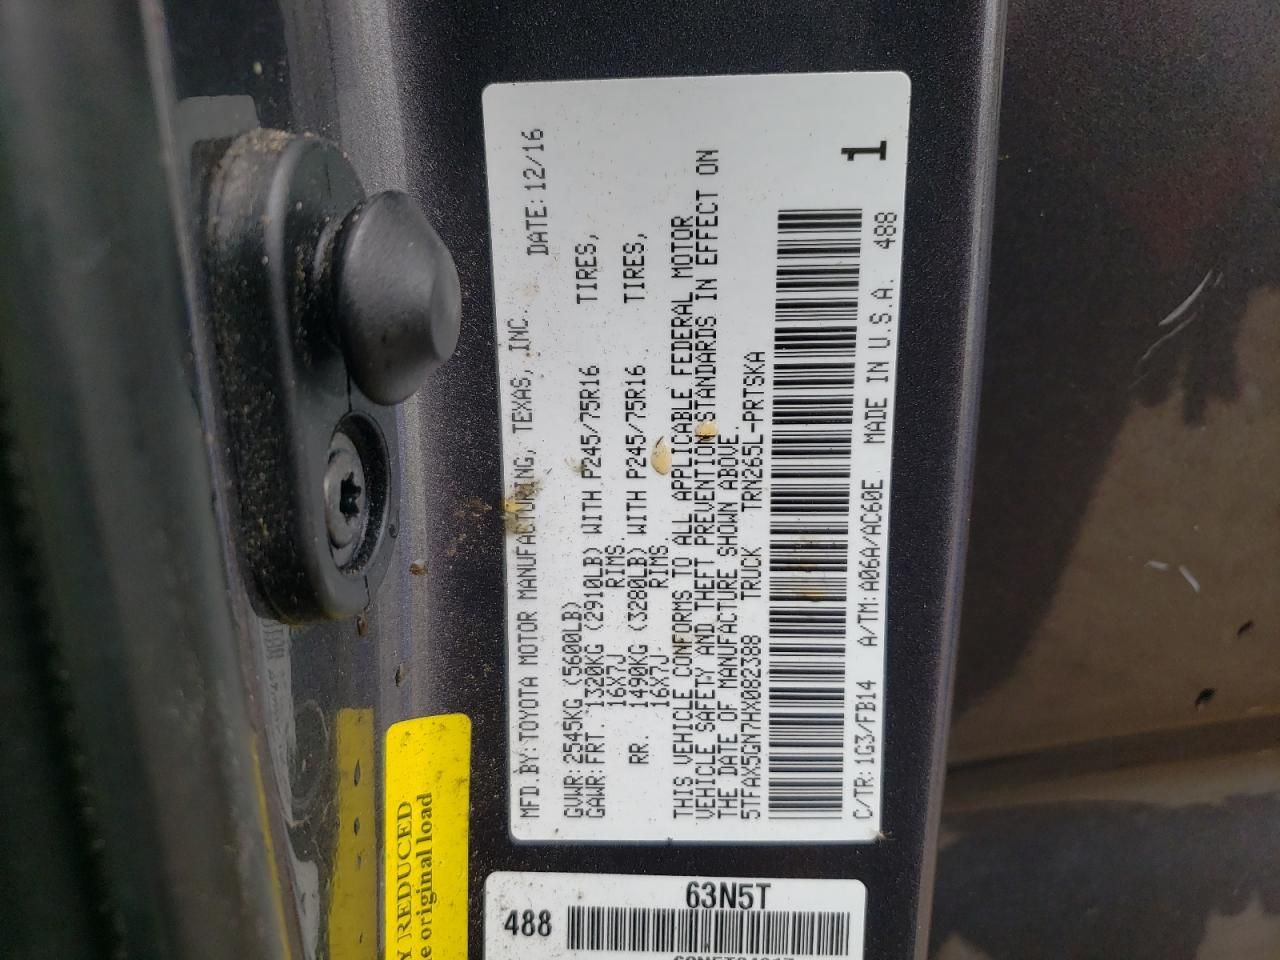 MFD.BY:TOYOTA MOTOR MANUFACTURING, TEXAS, INC. DATE:12/16
GVWR:2545KG (5600LB)
GAWR:FRT. 1320KG (2910LB) WITH P245/75R16 TIRES,
16X7J RIMS,
RR. 1490KG (3280LB) WITH P245/75R16 TIRES,
16X7J RIMS.
THIS VEHICLE CONFORMS TO ALL APPLICABLE FEDERAL MOTOR
VEHICLE SAFETY AND THEFT PREVENTION STANDARDS IN EFFECT ON
THE DATE OF MANUFACTURE SHOWN ABOVE.
5TFAX5GN7HX082388 TRUCK TRN265L-PRTSKA
C/TR:1G3/FB14 A/TM:A06A/AC60E MADE IN U.S.A. 488
1
Y REDUCED
e original load
63N5T
488